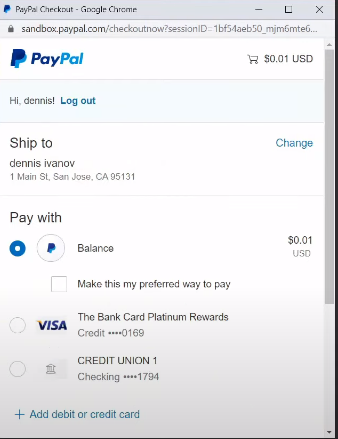 PayPal Checkout - Google Chrome
sandbox.paypal.com/checkoutnow?sessionID=1bf54aeb50_mjm6mte6...
PayPal $0.01 USD
Hi, dennis! Log out
Ship to Change
dennis ivanov
1 Main St, San Jose, CA 95131
Pay with
Balance $0.01
USD
Make this my preferred way to pay
VISA The Bank Card Platinum Rewards
Credit ••••0169
CREDIT UNION 1
Checking ••••1794
+ Add debit or credit card